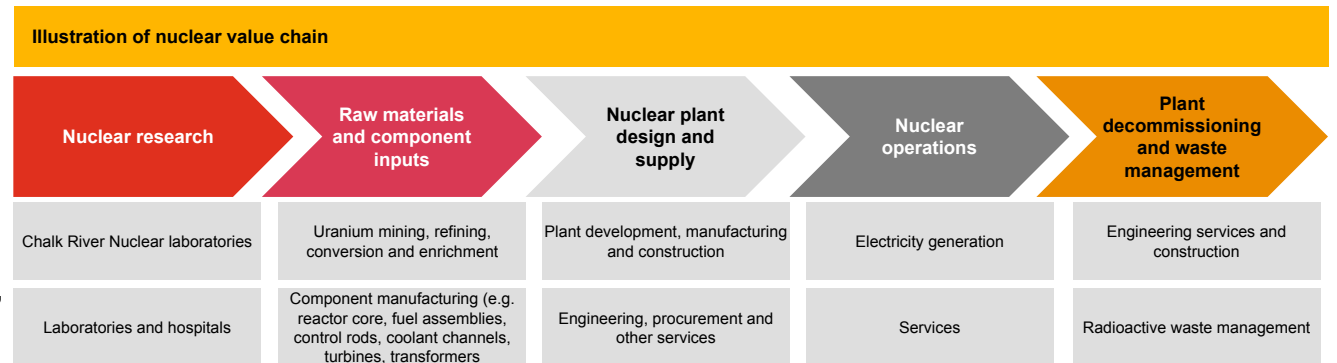 Illustration of nuclear value chain
Nuclear research
Raw materials
and component
inputs
Nuclear plant
design and
supply
Nuclear
operations
Plant
decommissioning
and waste
management
Chalk River Nuclear laboratories
Uranium mining, refining,
conversion and enrichment
Plant development, manufacturing
and construction
Electricity generation
Engineering services and
construction
Laboratories and hospitals
Component manufacturing (e.g.
reactor core, fuel assemblies,
control rods, coolant channels,
turbines, transformers
Engineering, procurement and
other services
Services
Radioactive waste management